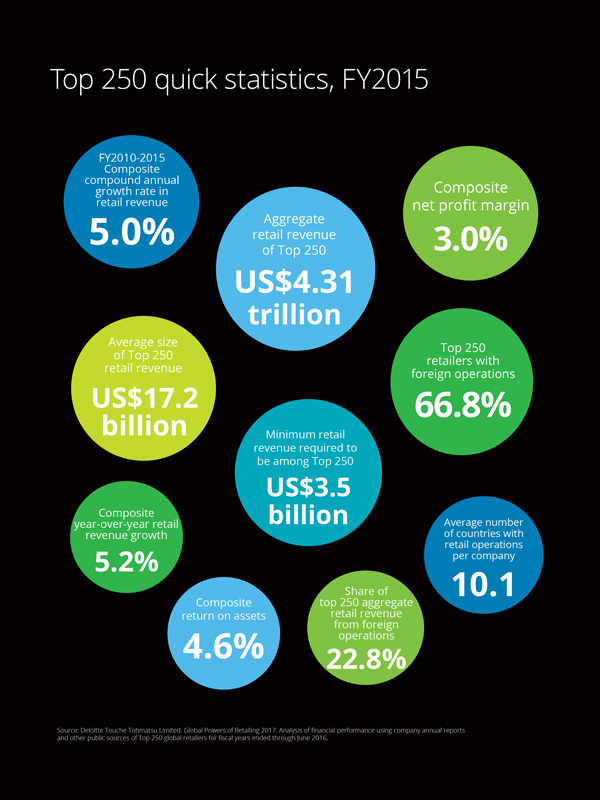 Top 250 quick statistics, FY2015
FY2010-2015
Composite
compound annual
growth rate in
retail revenue
5.0%
Aggregate
retail revenue
of Top 250
US$4.31
trillion
Composite
net profit margin
3.0%
Average size
of Top 250
retail revenue
US$17.2
billion
Top 250
retailers with
foreign operations
66.8%
Minimum retail
revenue required to
be among Top 250
US$3.5
billion
Composite
year-over-year retail
revenue growth
5.2%
Average number
of countries with
retail operations
per company
10.1
Composite
return on assets
4.6%
Share of
top 250 aggregate
retail revenue
from foreign
operations
22.8%
Source: Deloitte Touche Tohmatsu Limited. Global Powers of Retailing 2017. Analysis of financial performance using company annual reports
and other public sources of Top 250 global retailers for fiscal years ended through June 2016.